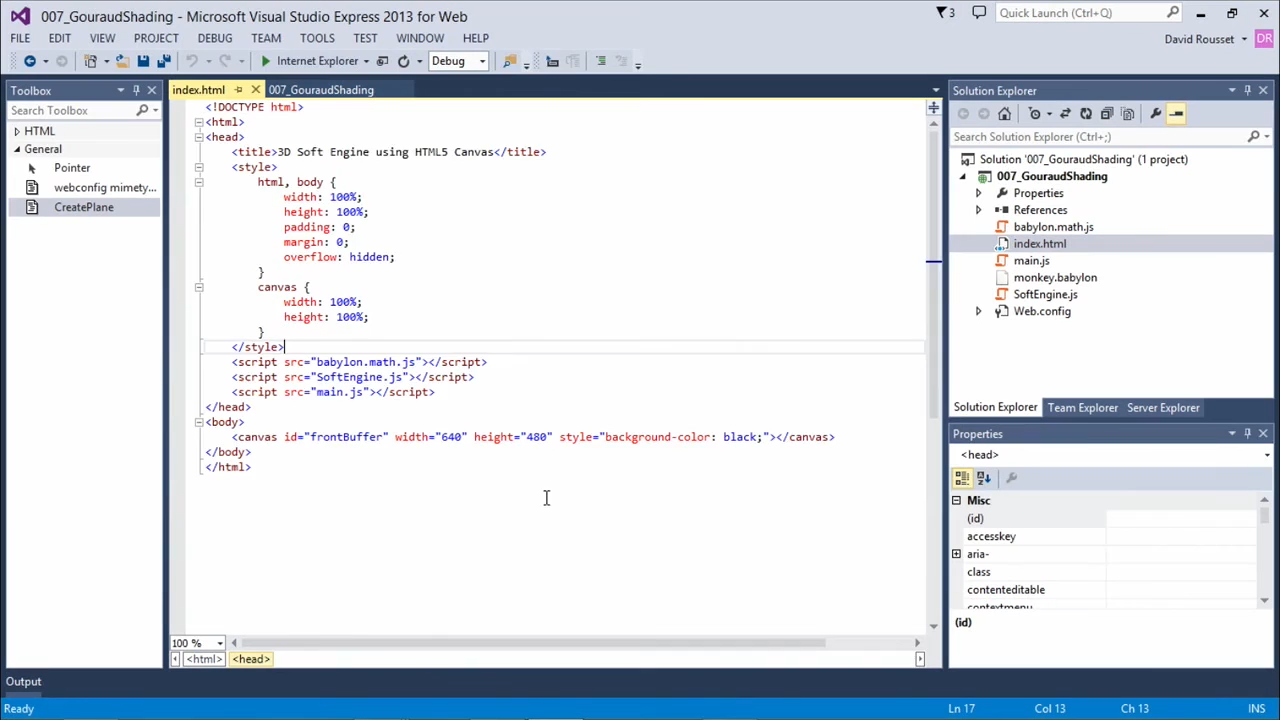 007_GouraudShading - Microsoft Visual Studio Express 2013 for Web
3
Quick Launch (Ctrl+Q)
FILE EDIT VIEW PROJECT DEBUG TEAM TOOLS TEST WINDOW HELP
David Rousset DR
Internet Explorer Debug
Toolbox
Search Toolbox
HTML
General
Pointer
webconfig mimety...
CreatePlane
index.html 007_GouraudShading
<!DOCTYPE html>
<html>
<head>
<title>3D Soft Engine using HTML5 Canvas</title>
<style>
html, body {
width: 100%;
height: 100%;
padding: 0;
margin: 0;
overflow: hidden;
}
canvas {
width: 100%;
height: 100%;
}
</style>
<script src="babylon.math.js"></script>
<script src="SoftEngine.js"></script>
<script src="main.js"></script>
</head>
<body>
<canvas id="frontBuffer" width="640" height="480" style="background-color: black;"></canvas>
</body>
</html>
100 %
<html> <head>
Solution Explorer
Search Solution Explorer (Ctrl+;)
Solution '007_GouraudShading' (1 project)
007_GouraudShading
Properties
References
babylon.math.js
index.html
main.js
monkey.babylon
SoftEngine.js
Web.config
Solution Explorer Team Explorer Server Explorer
Properties
<head>
Misc
(id)
accesskey
aria-
class
contenteditable
contextmenu
(id)
Output
Ready
Ln 17 Col 13 Ch 13 INS